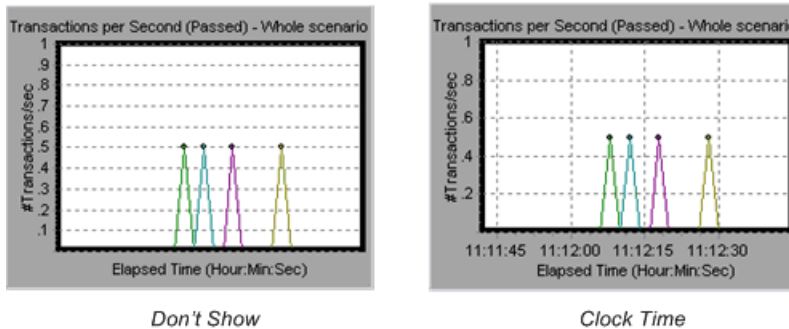 Transactions per Second (Passed) - Whole scenario
1
.9
.8
.7
.6
.5
.4
.3
.2
.1
#Transactions/sec
Elapsed Time (Hour:Min:Sec)
Don't Show
Transactions per Second (Passed) - Whole scenario
1
.8
.6
.4
.2
#Transactions/sec
11:11:45 11:12:00 11:12:15 11:12:30
Elapsed Time (Hour:Min:Sec)
Clock Time